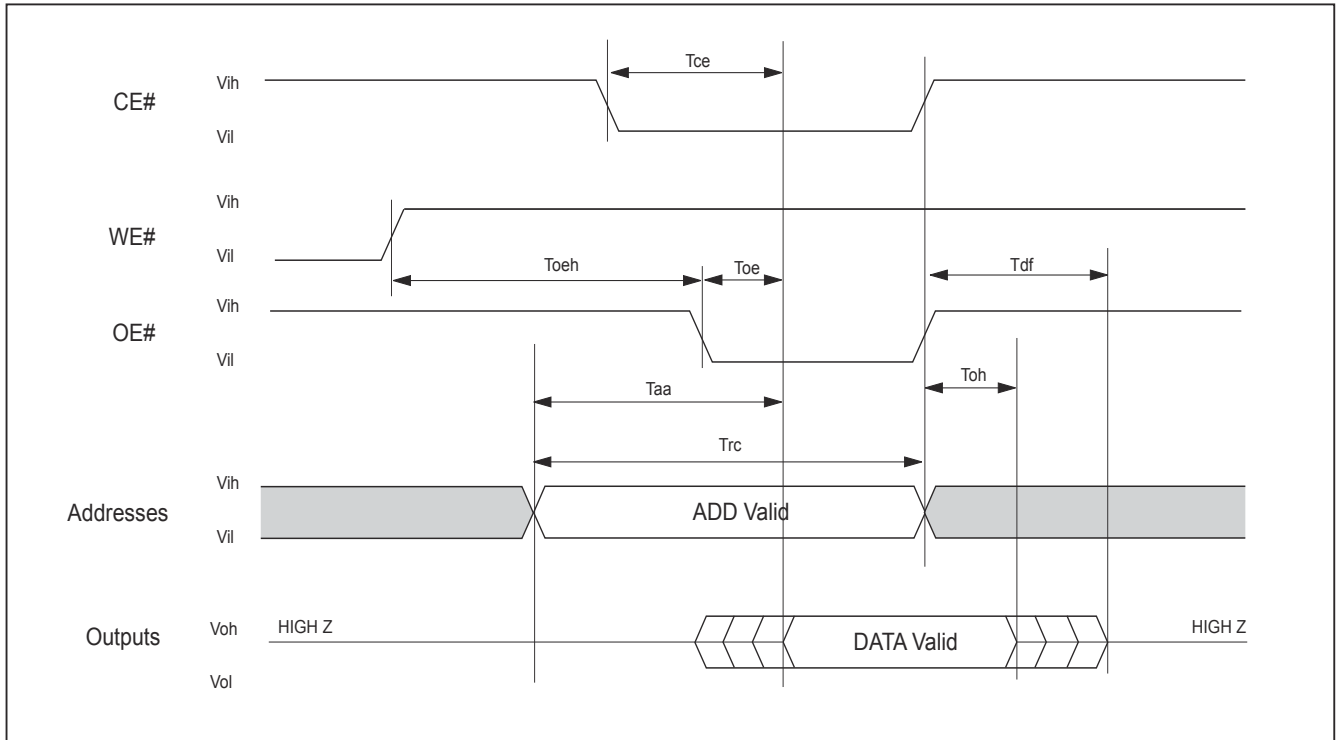 Tce
CE#
Vih
Vil
WE#
Vih
Vil
Toeh
Toe
Tdf
OE#
Vih
Vil
Toh
Taa
Trc
Addresses
Vih
Vil
ADD Valid
Outputs
Voh
Vol
HIGH Z
DATA Valid
HIGH Z